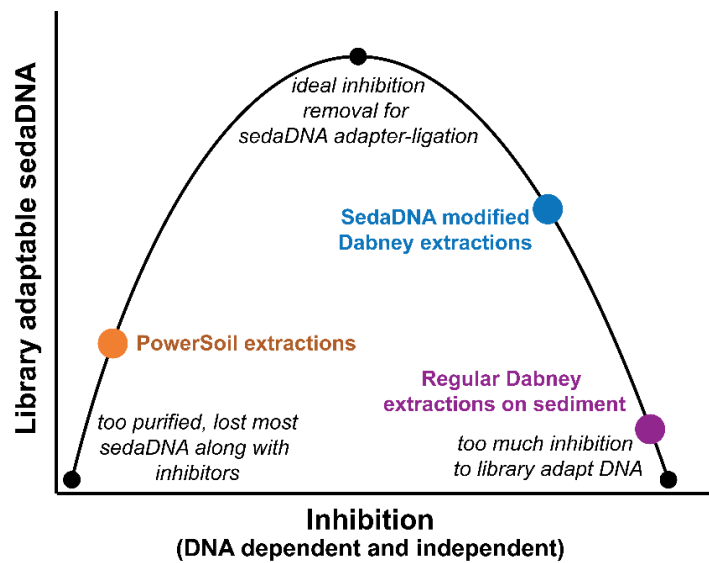 Library adaptable sedaDNA
ideal inhibition
removal for
sedaDNA adapter-ligation
SedaDNA modified
Dabney extractions
PowerSoil extractions
Regular Dabney
extractions on sediment
too purified, lost most
sedaDNA along with
inhibitors
too much inhibition
to library adapt DNA
Inhibition
(DNA dependent and independent)